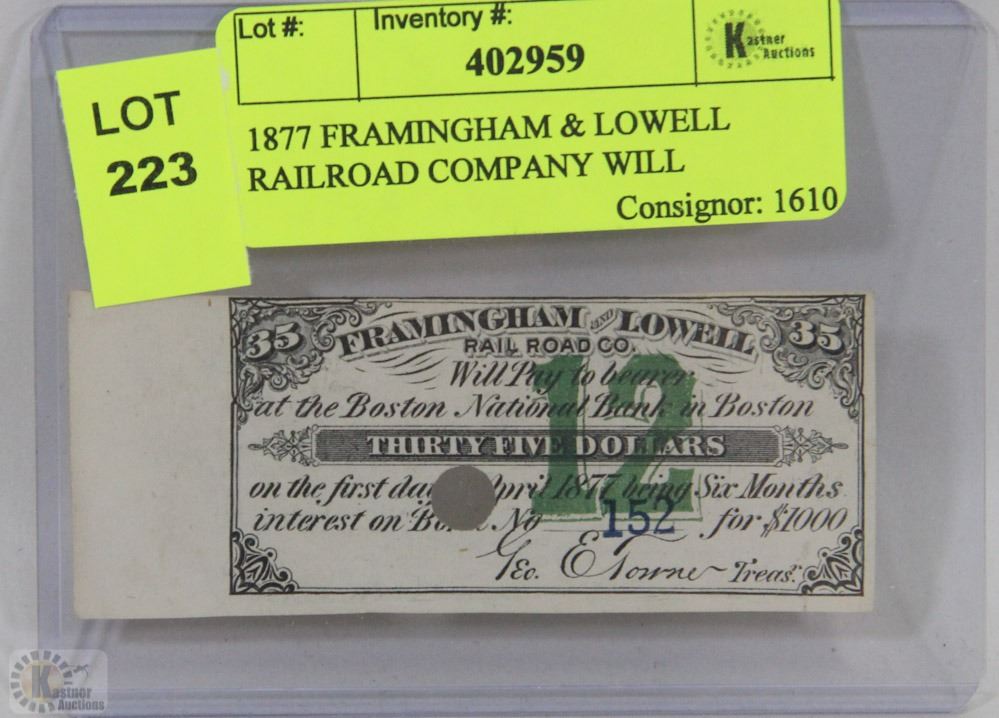 Lot #:
Inventory #:
402959
Kastner
Auctions
LOT
223
1877 FRAMINGHAM & LOWELL
RAILROAD COMPANY WILL
Consignor: 1610
35 FRAMINGHAM AND LOWELL 35
RAIL ROAD CO.
Will Pay to bearer
at the Boston National Bank in Boston
THIRTY FIVE DOLLARS
12
on the first day April 1877 being Six Months
interest on No 152 for $1000
Geo. E Towne Treas.
Kastner
Auctions